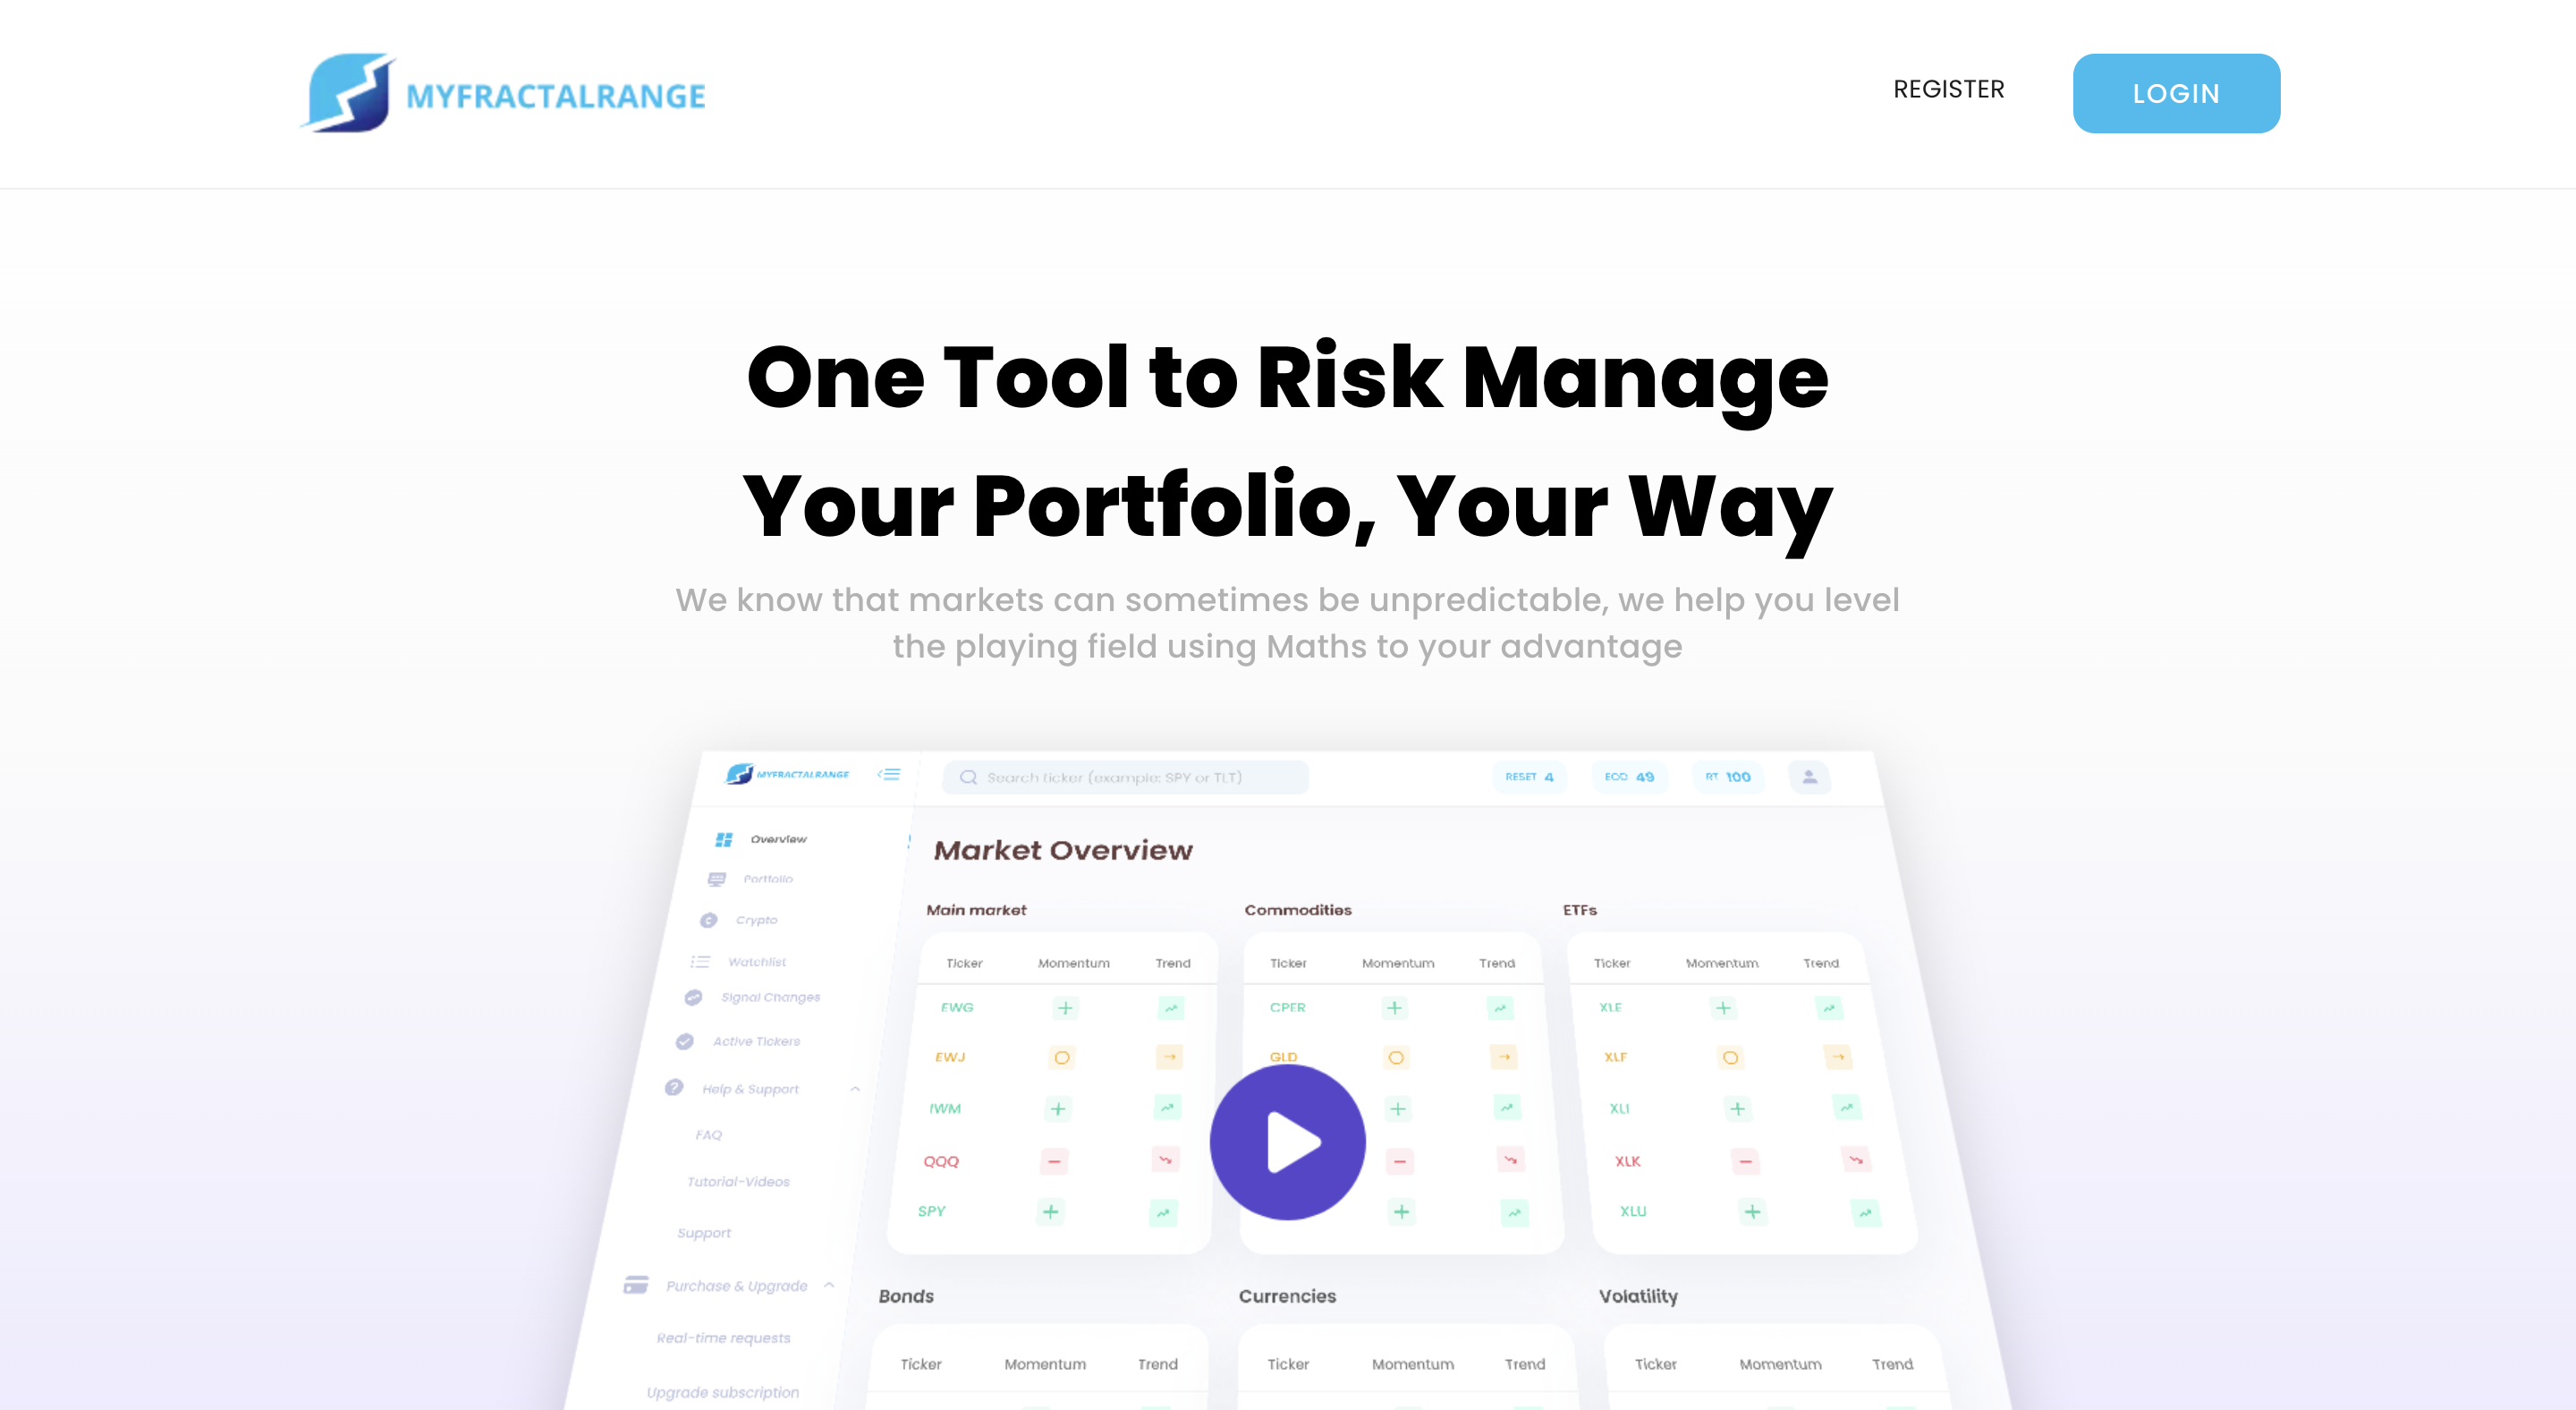 MYFRACTALRANGE
REGISTER
LOGIN
One Tool to Risk Manage
Your Portfolio, Your Way
We know that markets can sometimes be unpredictable, we help you level
the playing field using Maths to your advantage
MYFRACTALRANGE
Search ticker (example: SPY or TLT)
RESET 4
EOD 49
RT 100
Overview
Portfolio
Crypto
Watchlist
Signal Changes
Active Tickers
Help & Support
FAQ
Tutorial-Videos
Support
Purchase & Upgrade
Real-time requests
Upgrade subscription
Market Overview
Main market
Ticker Momentum Trend
EWG
EWJ
IWM
QQQ
SPY
Commodities
Ticker Momentum Trend
CPER
GLD
ETFs
Ticker Momentum Trend
XLE
XLF
XLI
XLK
XLU
Bonds
Ticker Momentum Trend
Currencies
Ticker Momentum Trend
Volatility
Ticker Momentum Trend